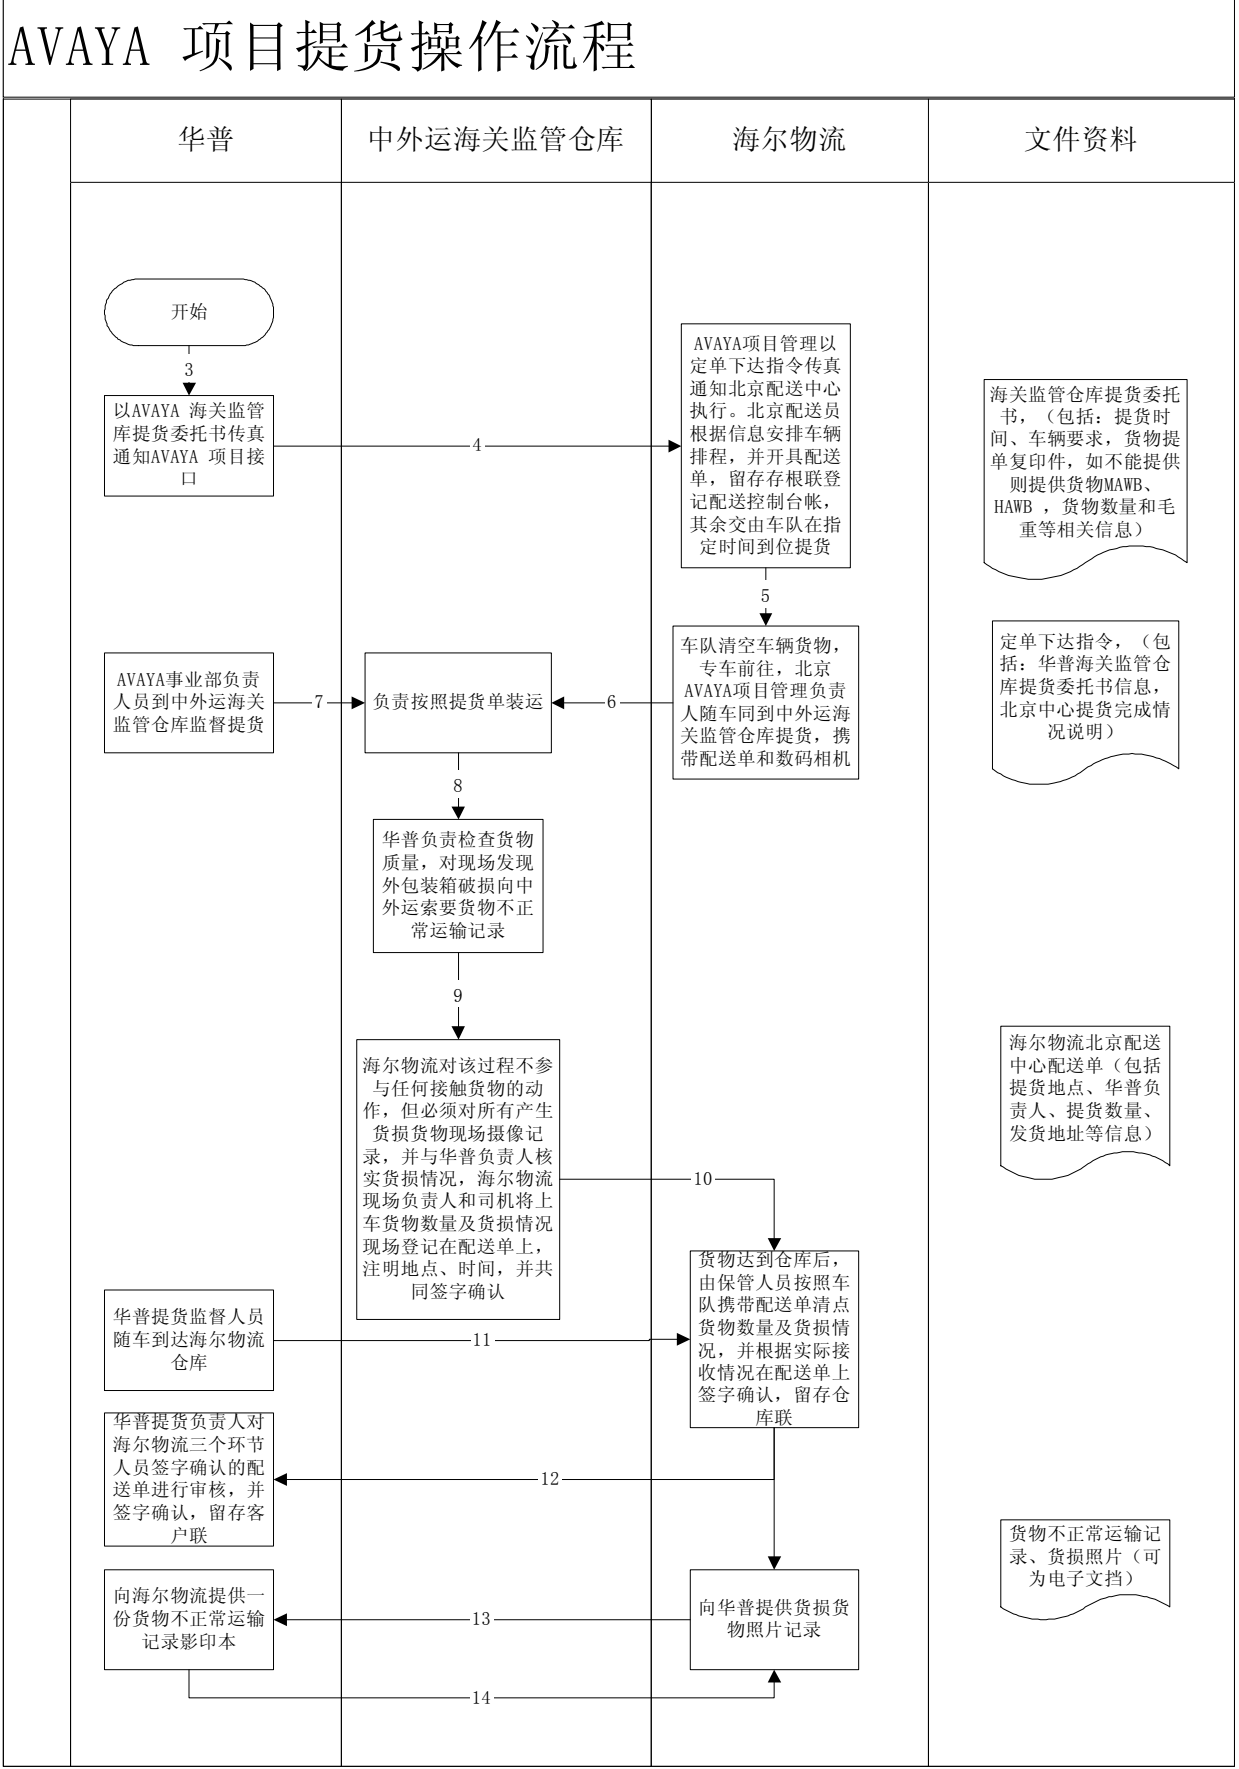 AVAYA 项目提货操作流程
华普
中外运海关监管仓库
海尔物流
文件资料
开始
3
以AVAYA 海关监管
库提货委托书传真
通知AVAYA 项目接
口
4
AVAYA项目管理以
定单下达指令传真
通知北京配送中心
执行。北京配送员
根据信息安排车辆
排程，并开具配送
单，留存存根联登
记配送控制台帐，
其余交由车队在指
定时间到位提货
海关监管仓库提货委托
书，（包括：提货时
间、车辆要求，货物提
单复印件，如不能提供
则提供货物MAWB、
HAWB ，货物数量和毛
重等相关信息）
5
AVAYA事业部负责
人员到中外运海关
监管仓库监督提货
7
负责按照提货单装运
6
车队清空车辆货物，
专车前往，北京
AVAYA项目管理负责
人随车同到中外运海
关监管仓库提货，携
带配送单和数码相机
定单下达指令，（包
括：华普海关监管仓
库提货委托书信息，
北京中心提货完成情
况说明）
8
华普负责检查货物
质量，对现场发现
外包装箱破损向中
外运索要货物不正
常运输记录
9
海尔物流对该过程不参
与任何接触货物的动
作，但必须对所有产生
货损货物现场摄像记
录，并与华普负责人核
实货损情况，海尔物流
现场负责人和司机将上
车货物数量及货损情况
现场登记在配送单上，
注明地点、时间，并共
同签字确认
海尔物流北京配送
中心配送单（包括
提货地点、华普负
责人、提货数量、
发货地址等信息）
10
华普提货监督人员
随车到达海尔物流
仓库
11
货物达到仓库后，
由保管人员按照车
队携带配送单清点
货物数量及货损情
况，并根据实际接
收情况在配送单上
签字确认，留存仓
库联
华普提货负责人对
海尔物流三个环节
人员签字确认的配
送单进行审核，并
签字确认，留存客
户联
12
货物不正常运输记
录、货损照片（可
为电子文挡）
向海尔物流提供一
份货物不正常运输
记录影印本
13
向华普提供货损货
物照片记录
14